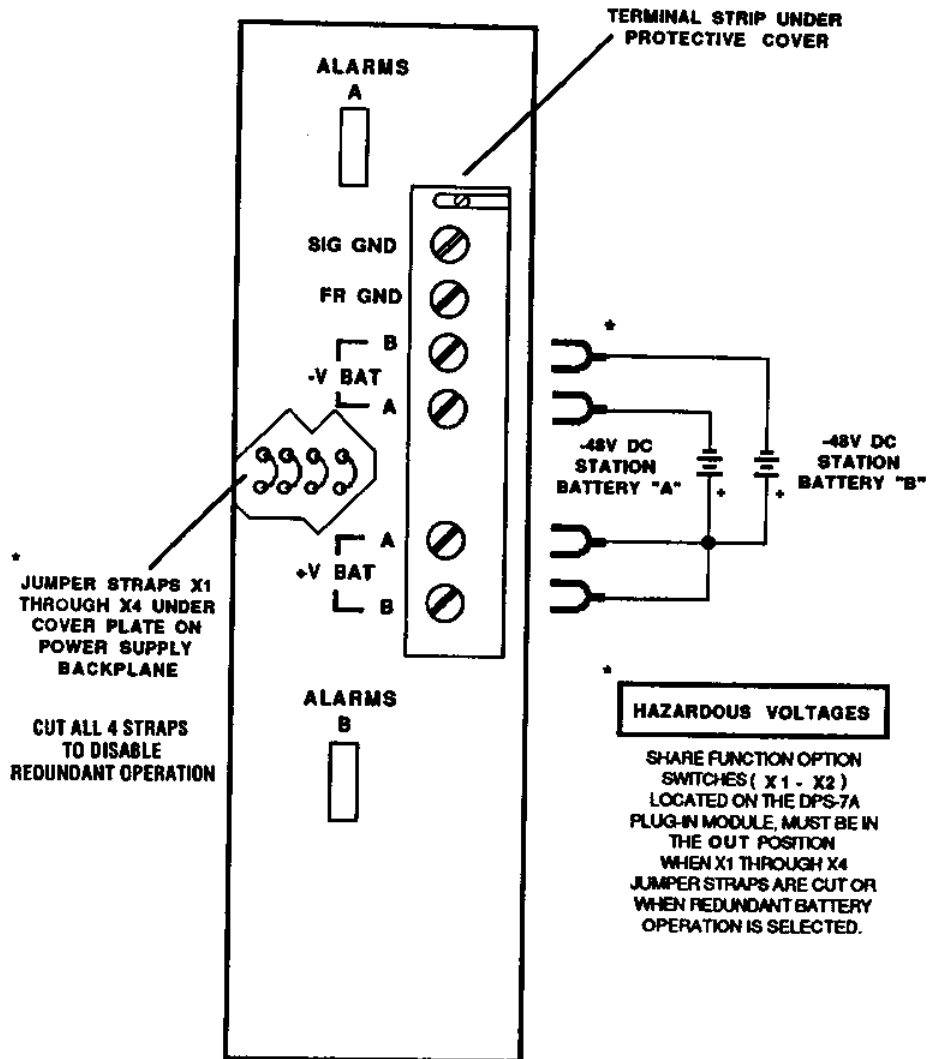 TERMINAL STRIP UNDER
PROTECTIVE COVER
ALARMS
A
SIG GND
FR GND
*
B
-V BAT
A
-48V DC
STATION
BATTERY "A"
-48V DC
STATION
BATTERY "B"
+
+
A
+V BAT
B
*
JUMPER STRAPS X1
THROUGH X4 UNDER
COVER PLATE ON
POWER SUPPLY
BACKPLANE
CUT ALL 4 STRAPS
TO DISABLE
REDUNDANT OPERATION
ALARMS
B
*
HAZARDOUS VOLTAGES
SHARE FUNCTION OPTION
SWITCHES ( X 1 - X2 )
LOCATED ON THE DPS-7A
PLUG-IN MODULE, MUST BE IN
THE OUT POSITION
WHEN X1 THROUGH X4
JUMPER STRAPS ARE CUT OR
WHEN REDUNDANT BATTERY
OPERATION IS SELECTED.